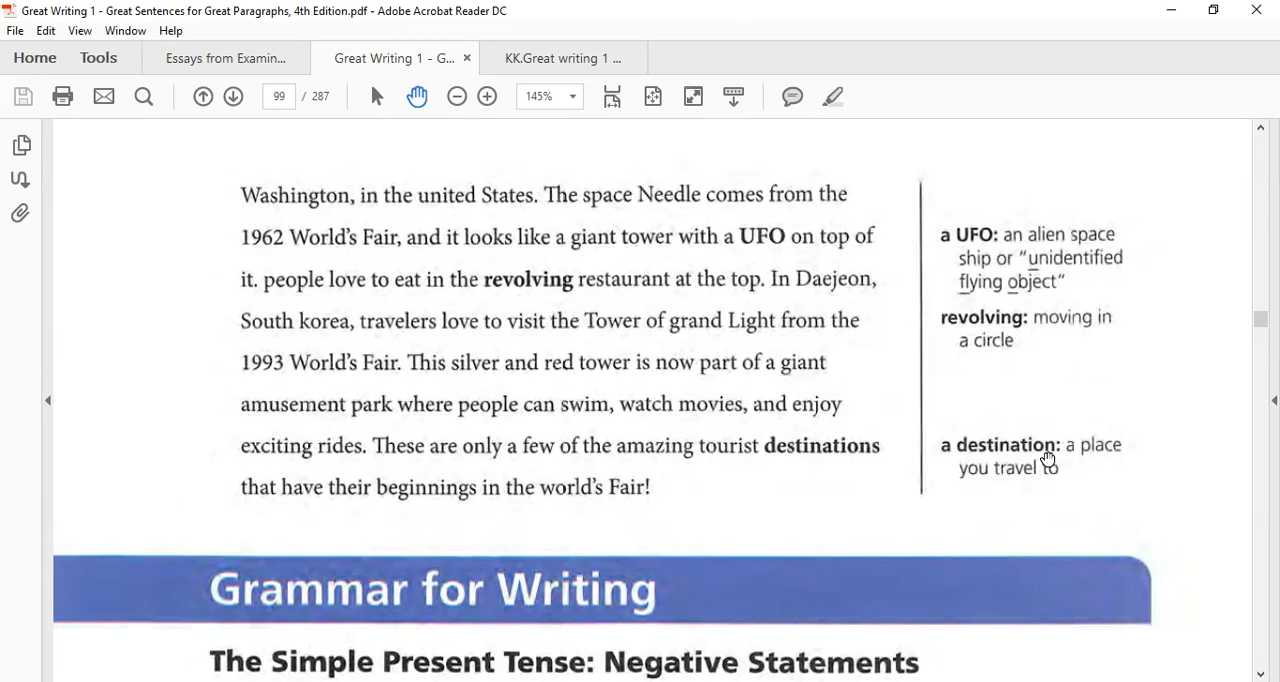 Great Writing 1 - Great Sentences for Great Paragraphs, 4th Edition.pdf - Adobe Acrobat Reader DC
File Edit View Window Help
Home Tools Essays from Examin... Great Writing 1 - G... × KK.Great writing 1 ...
99 / 287 145%
Washington, in the united States. The space Needle comes from the
1962 World's Fair, and it looks like a giant tower with a UFO on top of
it. people love to eat in the revolving restaurant at the top. In Daejeon,
South korea, travelers love to visit the Tower of grand Light from the
1993 World's Fair. This silver and red tower is now part of a giant
amusement park where people can swim, watch movies, and enjoy
exciting rides. These are only a few of the amazing tourist destinations
that have their beginnings in the world's Fair!
a UFO: an alien space
ship or "unidentified
flying object"
revolving: moving in
a circle
a destination: a place
you travel to
Grammar for Writing
The Simple Present Tense: Negative Statements